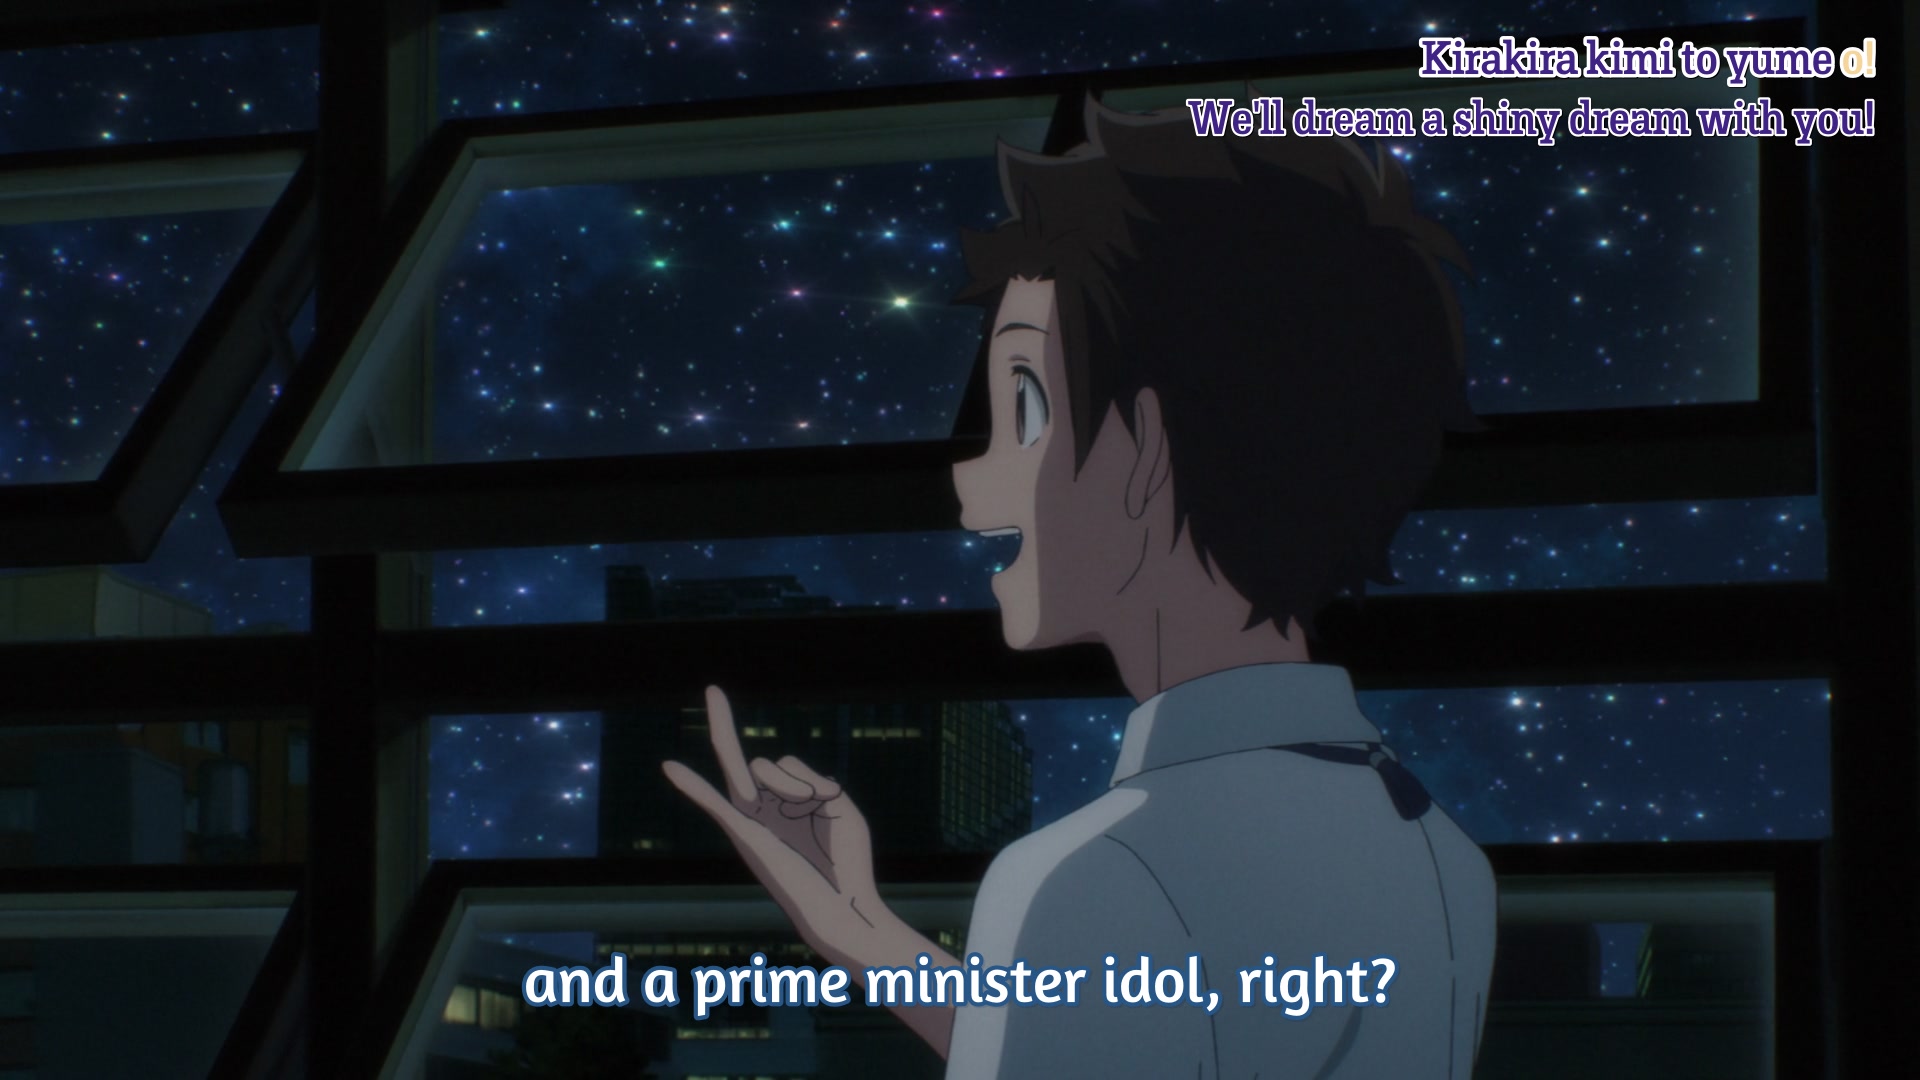 Kirakira kimi to yume o!
We'll dream a shiny dream with you!
and a prime minister idol, right?